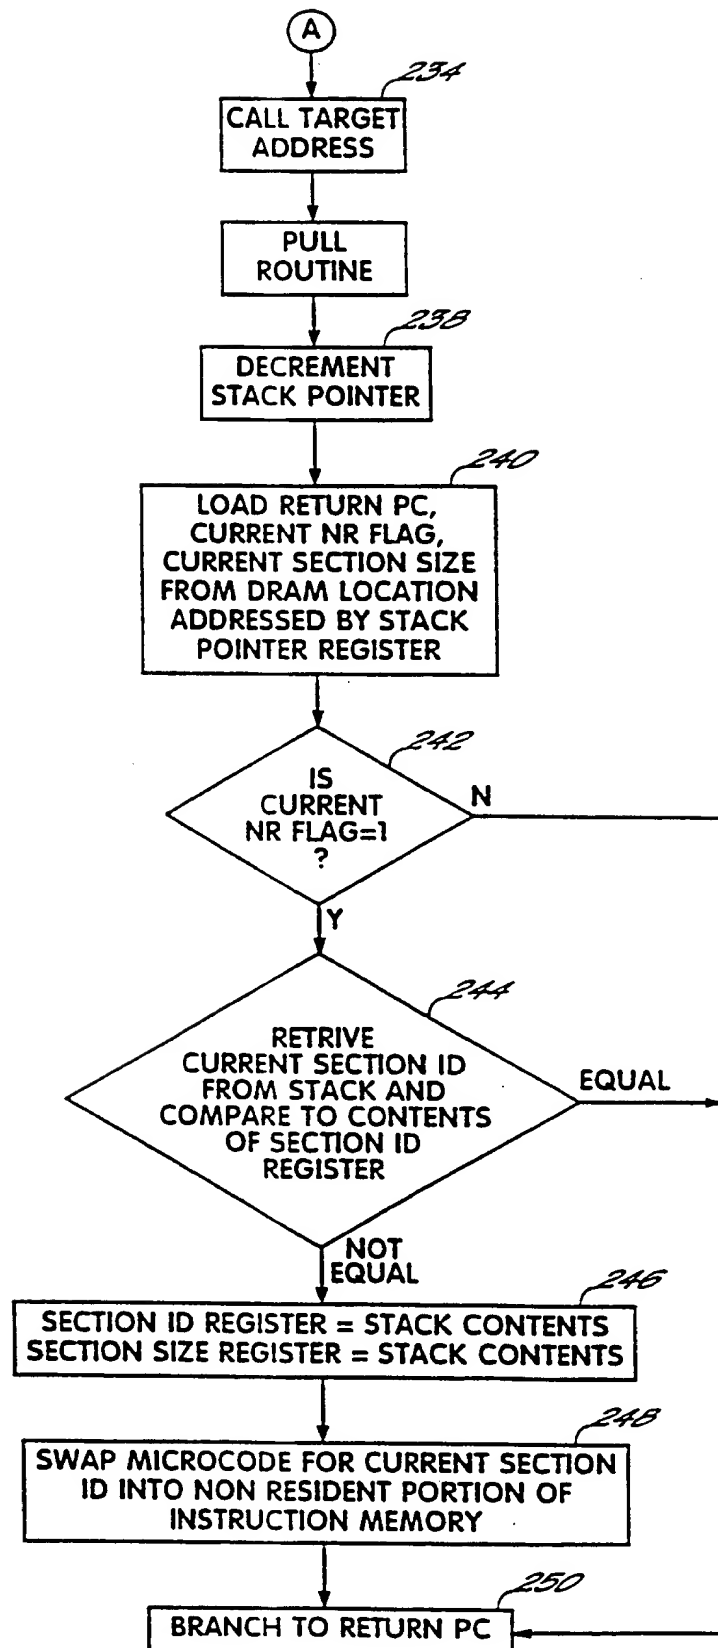 A
234
CALL TARGET
ADDRESS
PULL
ROUTINE
238
DECREMENT
STACK POINTER
240
LOAD RETURN PC,
CURRENT NR FLAG,
CURRENT SECTION SIZE
FROM DRAM LOCATION
ADDRESSED BY STACK
POINTER REGISTER
242
IS
CURRENT
NR FLAG=1
?
N
Y
244
RETRIVE
CURRENT SECTION ID
FROM STACK AND
COMPARE TO CONTENTS
OF SECTION ID
REGISTER
EQUAL
NOT
EQUAL
246
SECTION ID REGISTER = STACK CONTENTS
SECTION SIZE REGISTER = STACK CONTENTS
248
SWAP MICROCODE FOR CURRENT SECTION
ID INTO NON RESIDENT PORTION OF
INSTRUCTION MEMORY
250
BRANCH TO RETURN PC